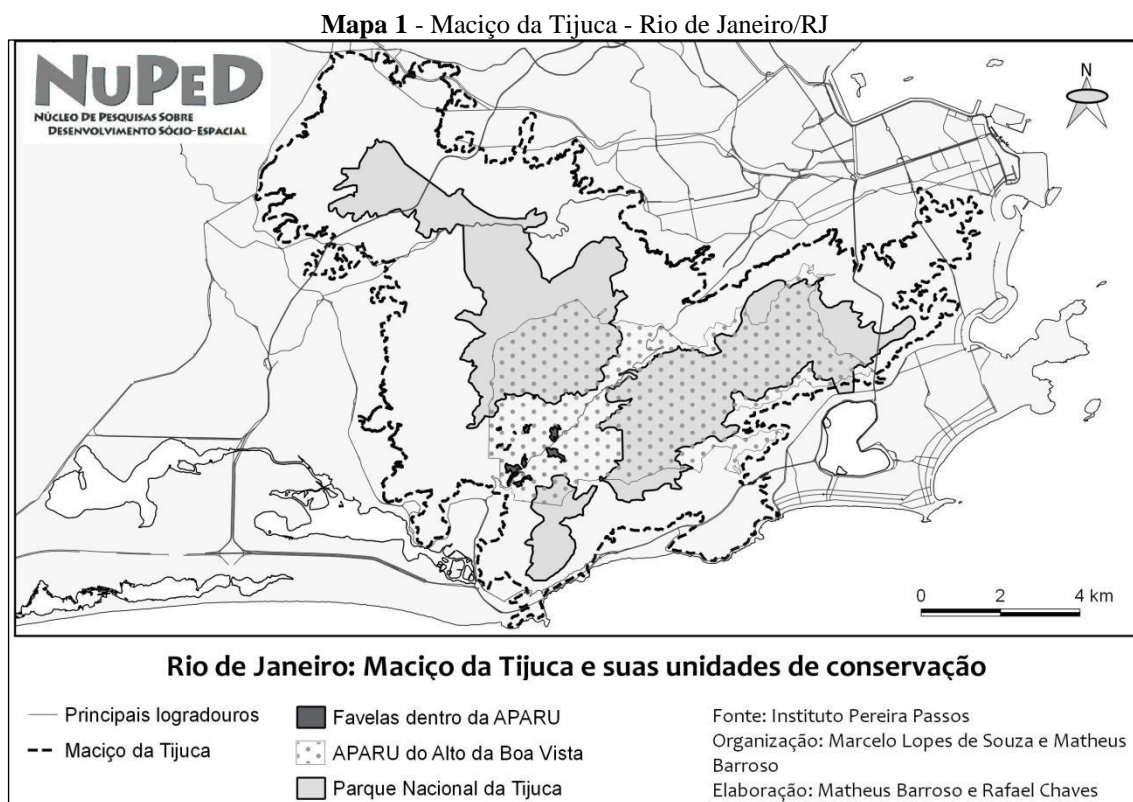 Mapa 1 - Maciço da Tijuca - Rio de Janeiro/RJ
NUPED
NÚCLEO DE PESQUISAS SOBRE
DESENVOLVIMENTO SÓCIO-ESPACIAL
N
0 2 4 km
Rio de Janeiro: Maciço da Tijuca e suas unidades de conservação
Principais logradouros
Maciço da Tijuca
Favelas dentro da APARU
APARU do Alto da Boa Vista
Parque Nacional da Tijuca
Fonte: Instituto Pereira Passos
Organização: Marcelo Lopes de Souza e Matheus
Barroso
Elaboração: Matheus Barroso e Rafael Chaves